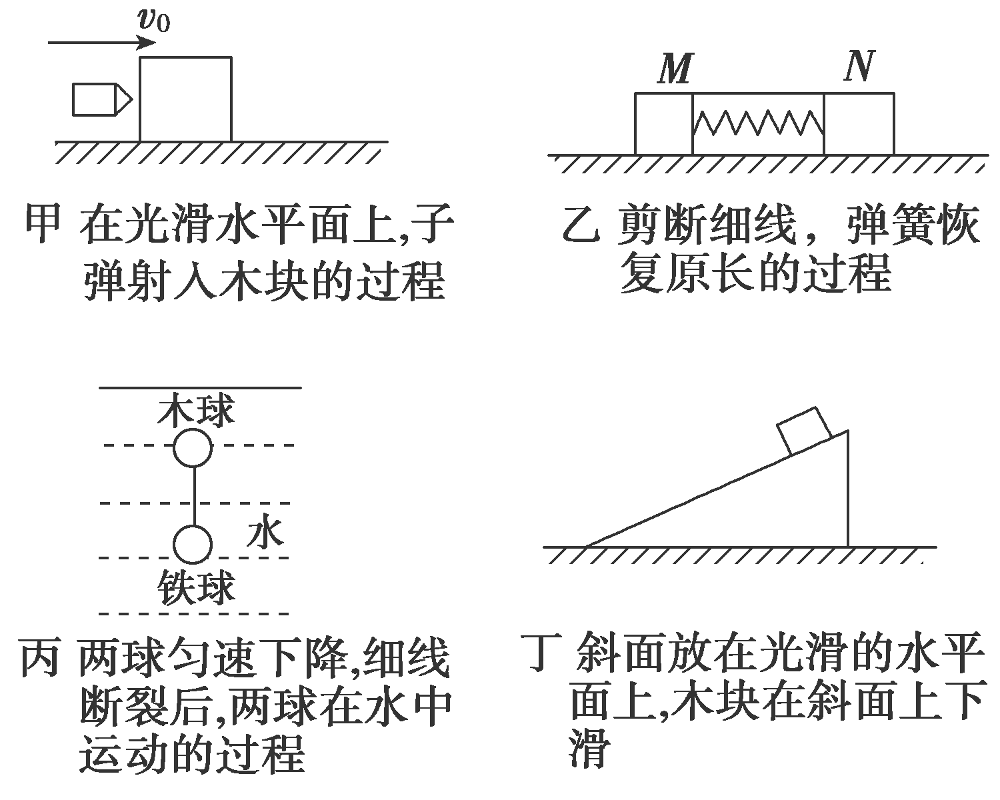 v0
M
N
甲 在光滑水平面上,子
弹射入木块的过程
乙 剪断细线，弹簧恢
复原长的过程
木球
水
铁球
丙 两球匀速下降,细线
断裂后,两球在水中
运动的过程
丁 斜面放在光滑的水平
面上,木块在斜面上下
滑